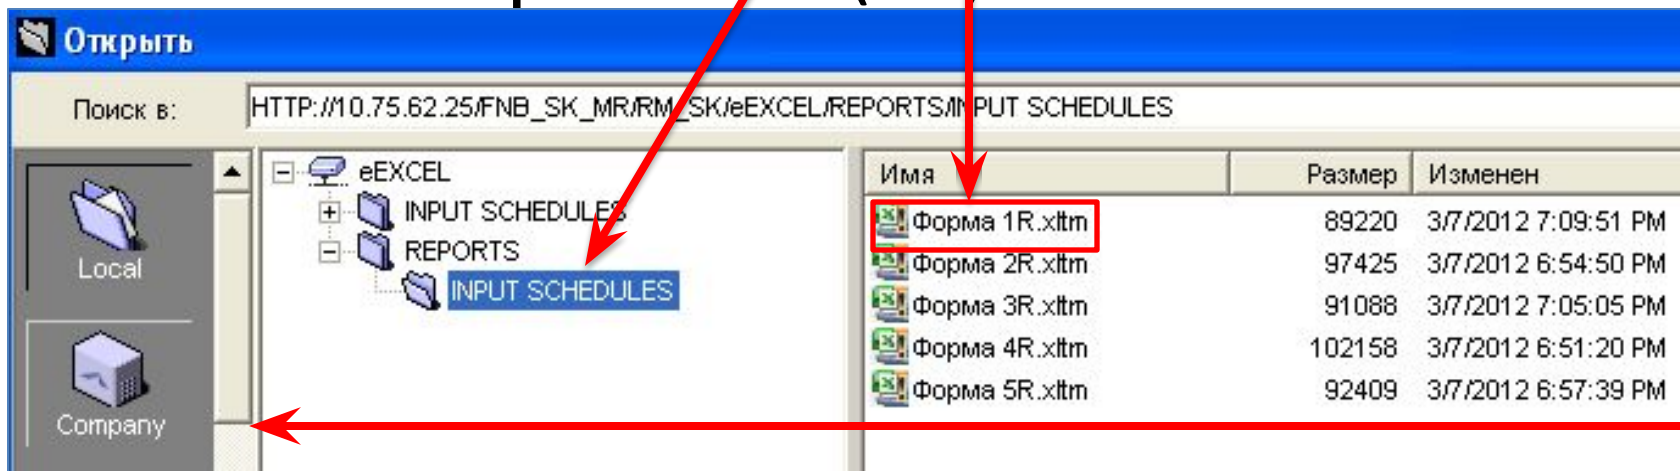 Открыть
Поиск в: HTTP://10.75.62.25/FNB_SK_MR/RM_SK/eEXCEL/REPORTS/INPUT SCHEDULES
Local
Company
eEXCEL
INPUT SCHEDULES
REPORTS
INPUT SCHEDULES
Имя Размер Изменен
Форма 1R.xltm 89220 3/7/2012 7:09:51 PM
Форма 2R.xltm 97425 3/7/2012 6:54:50 PM
Форма 3R.xltm 91088 3/7/2012 7:05:05 PM
Форма 4R.xltm 102158 3/7/2012 6:51:20 PM
Форма 5R.xltm 92409 3/7/2012 6:57:39 PM